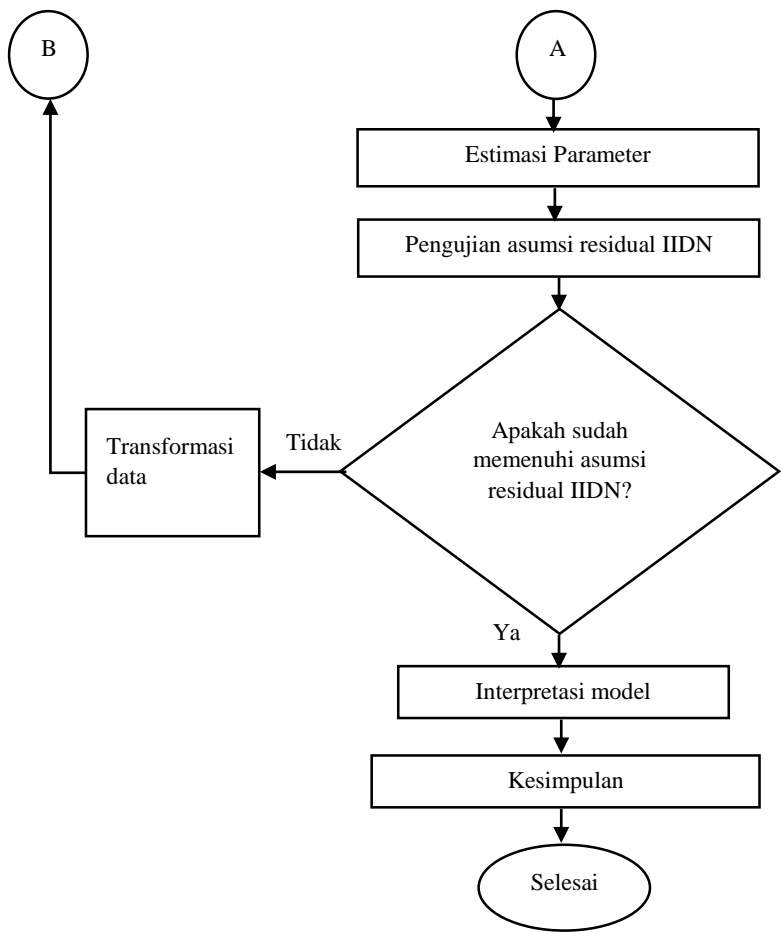 B
A
Estimasi Parameter
Pengujian asumsi residual IIDN
Apakah sudah
memenuhi asumsi
residual IIDN?
Tidak
Transformasi
data
Ya
Interpretasi model
Kesimpulan
Selesai